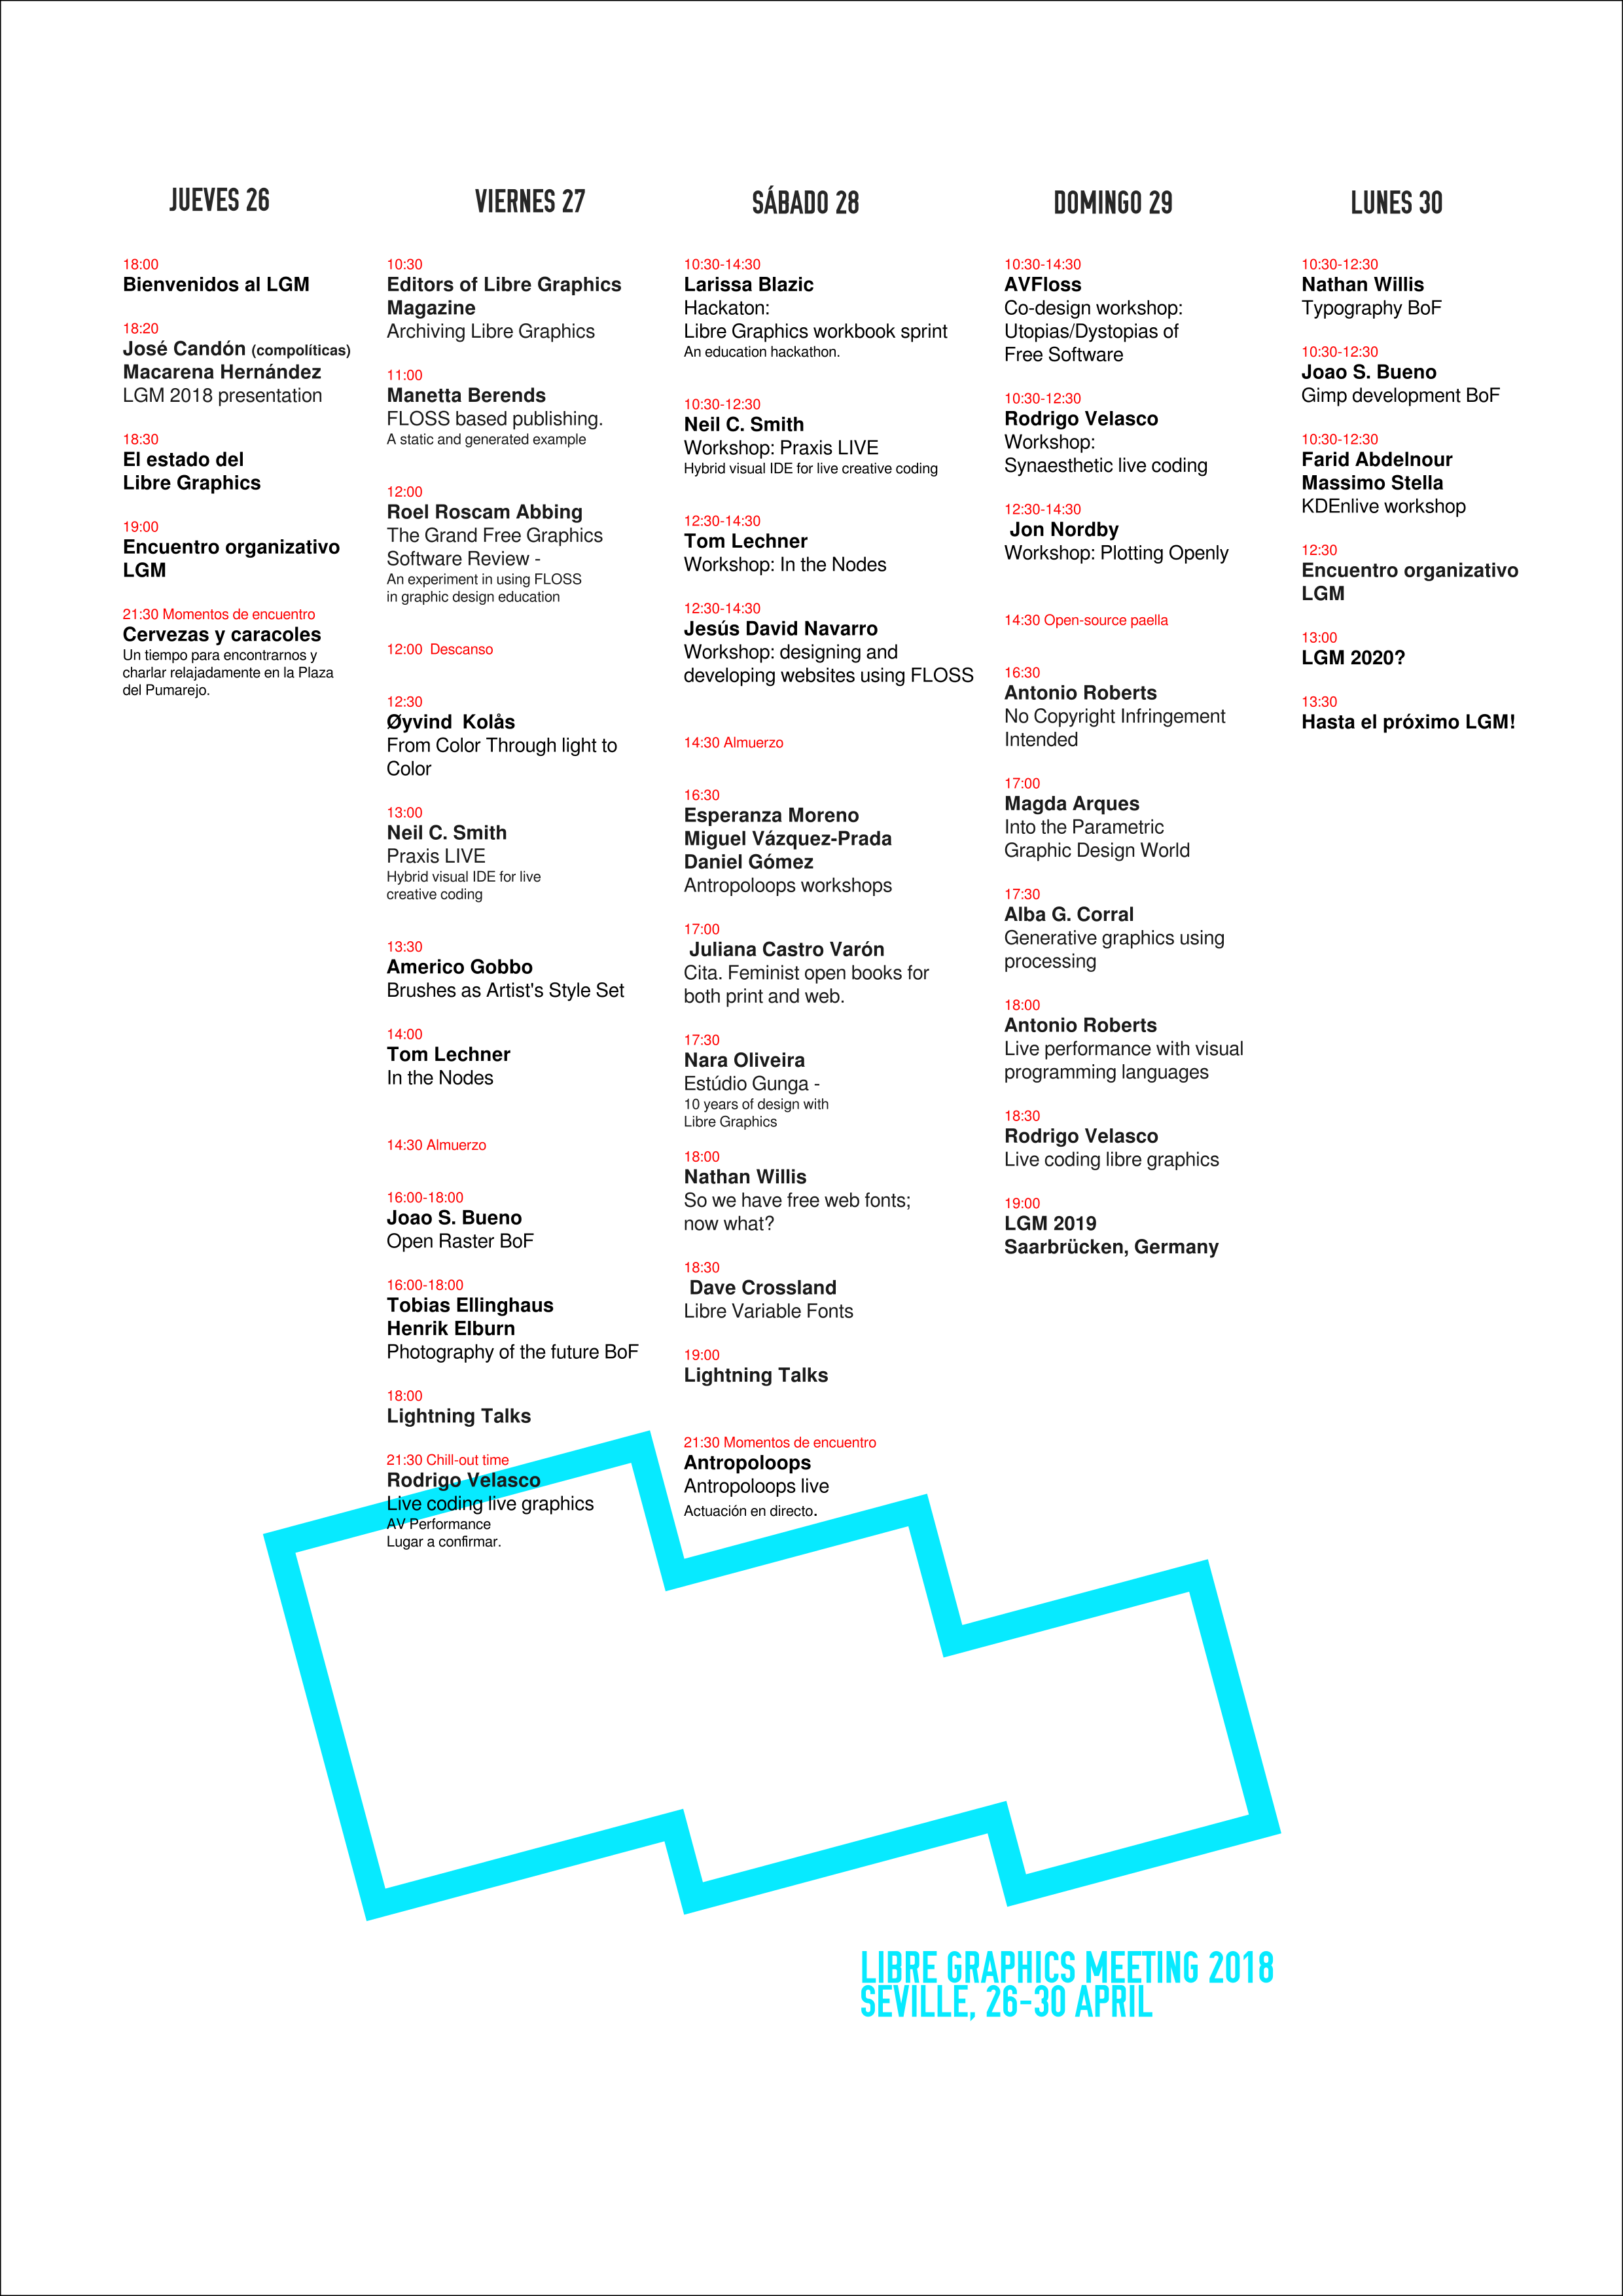 JUEVES 26
18:00
Bienvenidos al LGM
18:20
José Candón (compolíticas)
Macarena Hernández
LGM 2018 presentation
18:30
El estado del
Libre Graphics
19:00
Encuentro organizativo
LGM
21:30 Momentos de encuentro
Cervezas y caracoles
Un tiempo para encontrarnos y
charlar relajadamente en la Plaza
del Pumarejo.
VIERNES 27
10:30
Editors of Libre Graphics
Magazine
Archiving Libre Graphics
11:00
Manetta Berends
FLOSS based publishing.
A static and generated example
12:00
Roel Roscam Abbing
The Grand Free Graphics
Software Review -
An experiment in using FLOSS
in graphic design education
12:00 Descanso
12:30
Øyvind Kolås
From Color Through light to
Color
13:00
Neil C. Smith
Praxis LIVE
Hybrid visual IDE for live
creative coding
13:30
Americo Gobbo
Brushes as Artist's Style Set
14:00
Tom Lechner
In the Nodes
14:30 Almuerzo
16:00-18:00
Joao S. Bueno
Open Raster BoF
16:00-18:00
Tobias Ellinghaus
Henrik Elburn
Photography of the future BoF
18:00
Lightning Talks
21:30 Chill-out time
Rodrigo Velasco
Live coding live graphics
AV Performance
Lugar a confirmar.
SÁBADO 28
10:30-14:30
Larissa Blazic
Hackaton:
Libre Graphics workbook sprint
An education hackathon.
10:30-12:30
Neil C. Smith
Workshop: Praxis LIVE
Hybrid visual IDE for live creative coding
12:30-14:30
Tom Lechner
Workshop: In the Nodes
12:30-14:30
Jesús David Navarro
Workshop: designing and
developing websites using FLOSS
14:30 Almuerzo
16:30
Esperanza Moreno
Miguel Vázquez-Prada
Daniel Gómez
Antropoloops workshops
17:00
Juliana Castro Varón
Cita. Feminist open books for
both print and web.
17:30
Nara Oliveira
Estúdio Gunga -
10 years of design with
Libre Graphics
18:00
Nathan Willis
So we have free web fonts;
now what?
18:30
Dave Crossland
Libre Variable Fonts
19:00
Lightning Talks
21:30 Momentos de encuentro
Antropoloops
Antropoloops live
Actuación en directo.
DOMINGO 29
10:30-14:30
AVFloss
Co-design workshop:
Utopias/Dystopias of
Free Software
10:30-12:30
Rodrigo Velasco
Workshop:
Synaesthetic live coding
12:30-14:30
Jon Nordby
Workshop: Plotting Openly
14:30 Open-source paella
16:30
Antonio Roberts
No Copyright Infringement
Intended
17:00
Magda Arques
Into the Parametric
Graphic Design World
17:30
Alba G. Corral
Generative graphics using
processing
18:00
Antonio Roberts
Live performance with visual
programming languages
18:30
Rodrigo Velasco
Live coding libre graphics
19:00
LGM 2019
Saarbrücken, Germany
LUNES 30
10:30-12:30
Nathan Willis
Typography BoF
10:30-12:30
Joao S. Bueno
Gimp development BoF
10:30-12:30
Farid Abdelnour
Massimo Stella
KDEnlive workshop
12:30
Encuentro organizativo
LGM
13:00
LGM 2020?
13:30
Hasta el próximo LGM!
LIBRE GRAPHICS MEETING 2018
SEVILLE, 26-30 APRIL